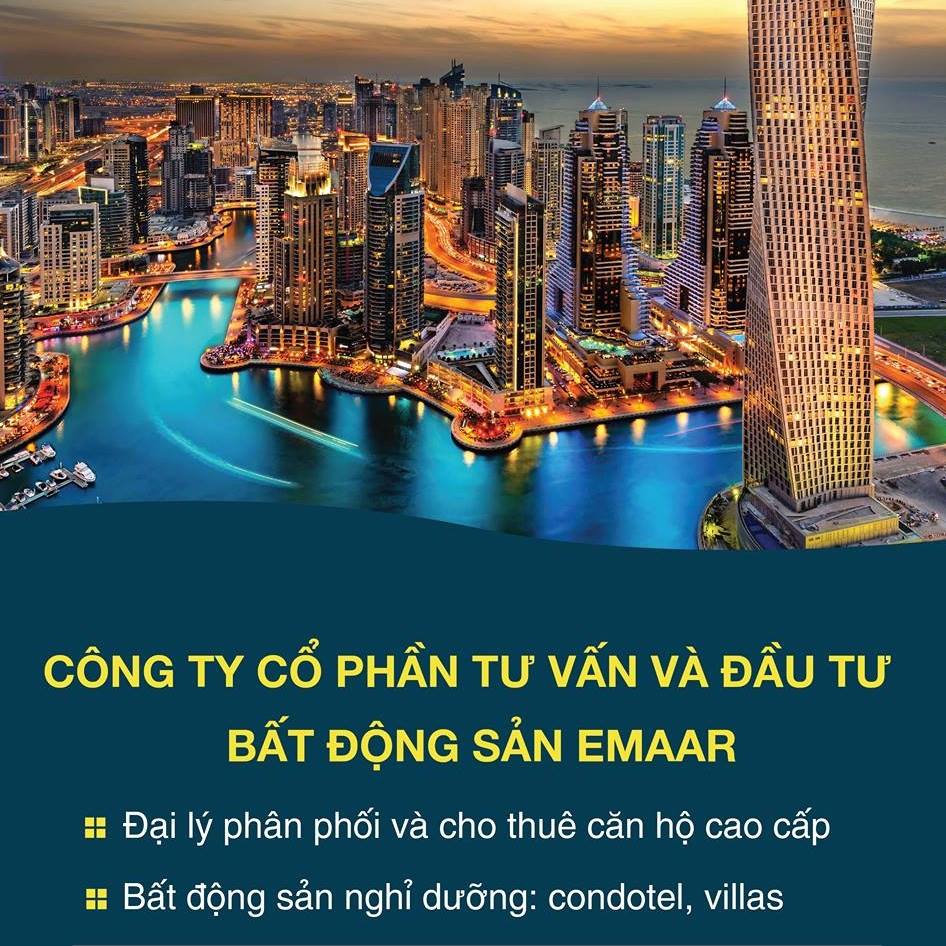 CÔNG TY CỔ PHẦN TƯ VẤN VÀ ĐẦU TƯ
BẤT ĐỘNG SẢN EMAAR
Đại lý phân phối và cho thuê căn hộ cao cấp
Bất động sản nghỉ dưỡng: condotel, villas